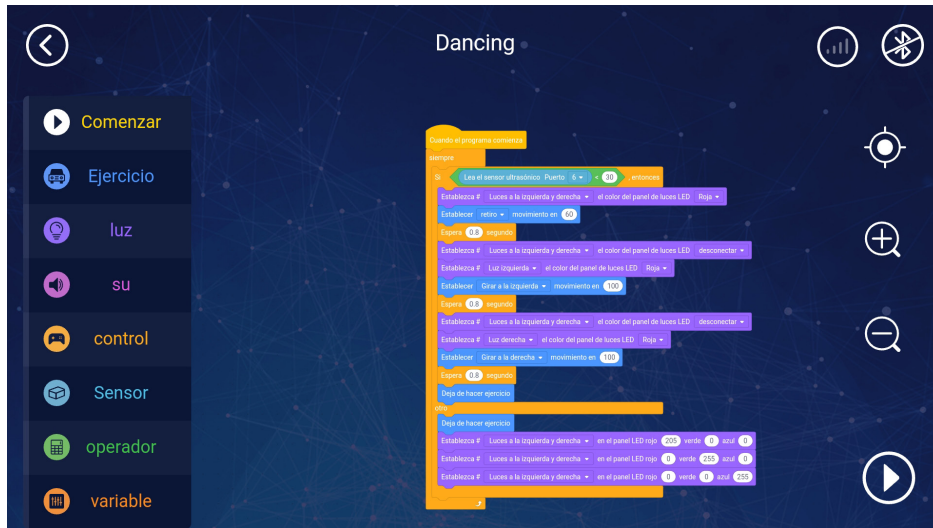 Dancing
Comenzar
Ejercicio
luz
su
control
Sensor
operador
variable
Cuando el programa comienza
siempre
Si Lea el sensor ultrasónico Puerto 6 < 30 entonces
Establezca # Luces a la izquierda y derecha el color del panel de luces LED Roja
Establecer retiro movimiento en 60
Espera 0.8 segundo
Establezca # Luces a la izquierda y derecha el color del panel de luces LED desconectar
Establezca # Luz izquierda el color del panel de luces LED Roja
Establecer Girar a la izquierda movimiento en 100
Espera 0.8 segundo
Establezca # Luces a la izquierda y derecha el color del panel de luces LED desconectar
Establezca # Luz derecha el color del panel de luces LED Roja
Establecer Girar a la derecha movimiento en 100
Espera 0.8 segundo
Deja de hacer ejercicio
otro
Deja de hacer ejercicio
Establezca # Luces a la izquierda y derecha en el panel LED rojo 205 verde 0 azul 0
Establezca # Luces a la izquierda y derecha en el panel LED rojo 0 verde 255 azul 0
Establezca # Luces a la izquierda y derecha en el panel LED rojo 0 verde 0 azul 255